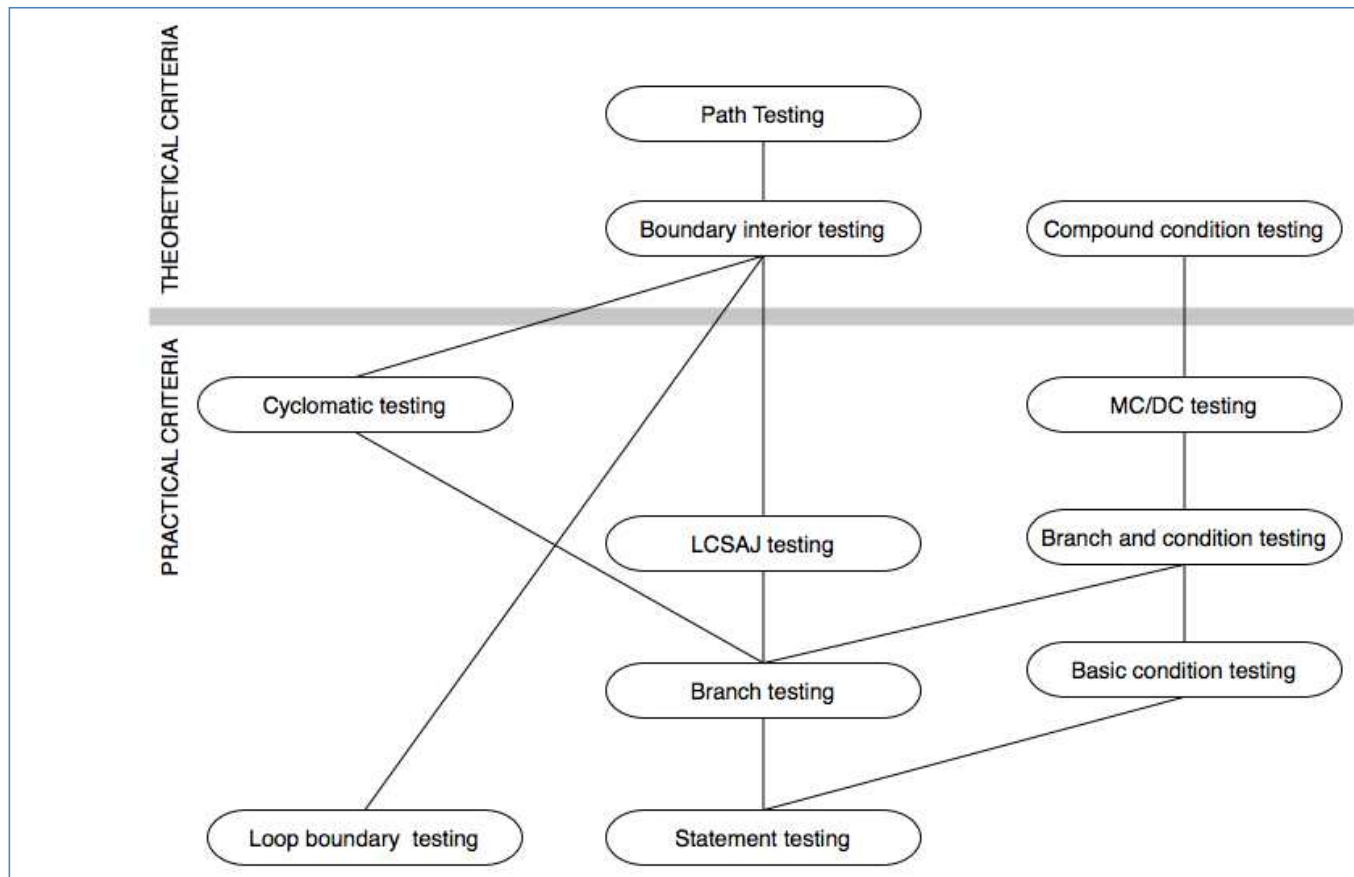 THEORETICAL CRITERIA
Path Testing
Boundary interior testing
Compound condition testing
PRACTICAL CRITERIA
Cyclomatic testing
MC/DC testing
LCSAJ testing
Branch and condition testing
Branch testing
Basic condition testing
Loop boundary testing
Statement testing